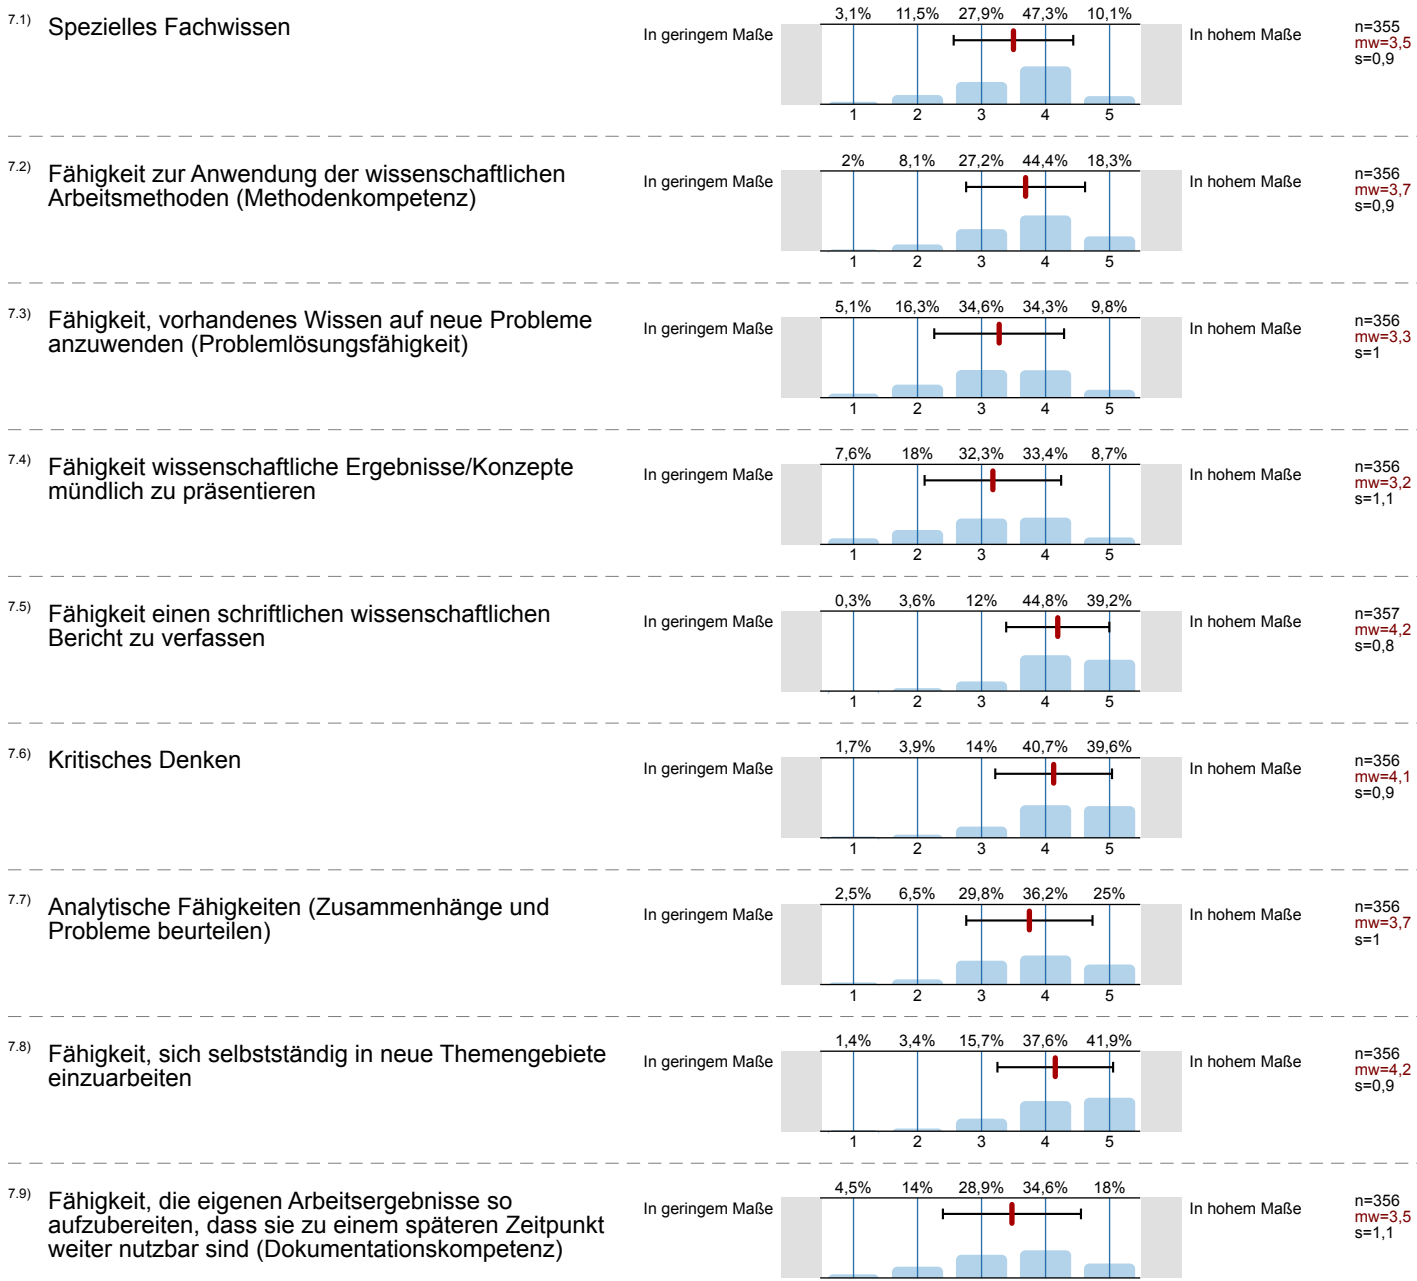 7.1) Spezielles Fachwissen
In geringem Maße
3,1% 11,5% 27,9% 47,3% 10,1%
1 2 3 4 5
In hohem Maße
n=355
mw=3,5
s=0,9
7.2) Fähigkeit zur Anwendung der wissenschaftlichen
Arbeitsmethoden (Methodenkompetenz)
In geringem Maße
2% 8,1% 27,2% 44,4% 18,3%
1 2 3 4 5
In hohem Maße
n=356
mw=3,7
s=0,9
7.3) Fähigkeit, vorhandenes Wissen auf neue Probleme
anzuwenden (Problemlösungsfähigkeit)
In geringem Maße
5,1% 16,3% 34,6% 34,3% 9,8%
1 2 3 4 5
In hohem Maße
n=356
mw=3,3
s=1
7.4) Fähigkeit wissenschaftliche Ergebnisse/Konzepte
mündlich zu präsentieren
In geringem Maße
7,6% 18% 32,3% 33,4% 8,7%
1 2 3 4 5
In hohem Maße
n=356
mw=3,2
s=1,1
7.5) Fähigkeit einen schriftlichen wissenschaftlichen
Bericht zu verfassen
In geringem Maße
0,3% 3,6% 12% 44,8% 39,2%
1 2 3 4 5
In hohem Maße
n=357
mw=4,2
s=0,8
7.6) Kritisches Denken
In geringem Maße
1,7% 3,9% 14% 40,7% 39,6%
1 2 3 4 5
In hohem Maße
n=356
mw=4,1
s=0,9
7.7) Analytische Fähigkeiten (Zusammenhänge und
Probleme beurteilen)
In geringem Maße
2,5% 6,5% 29,8% 36,2% 25%
1 2 3 4 5
In hohem Maße
n=356
mw=3,7
s=1
7.8) Fähigkeit, sich selbstständig in neue Themengebiete
einzuarbeiten
In geringem Maße
1,4% 3,4% 15,7% 37,6% 41,9%
1 2 3 4 5
In hohem Maße
n=356
mw=4,2
s=0,9
7.9) Fähigkeit, die eigenen Arbeitsergebnisse so
aufzubereiten, dass sie zu einem späteren Zeitpunkt
weiter nutzbar sind (Dokumentationskompetenz)
In geringem Maße
4,5% 14% 28,9% 34,6% 18%
In hohem Maße
n=356
mw=3,5
s=1,1